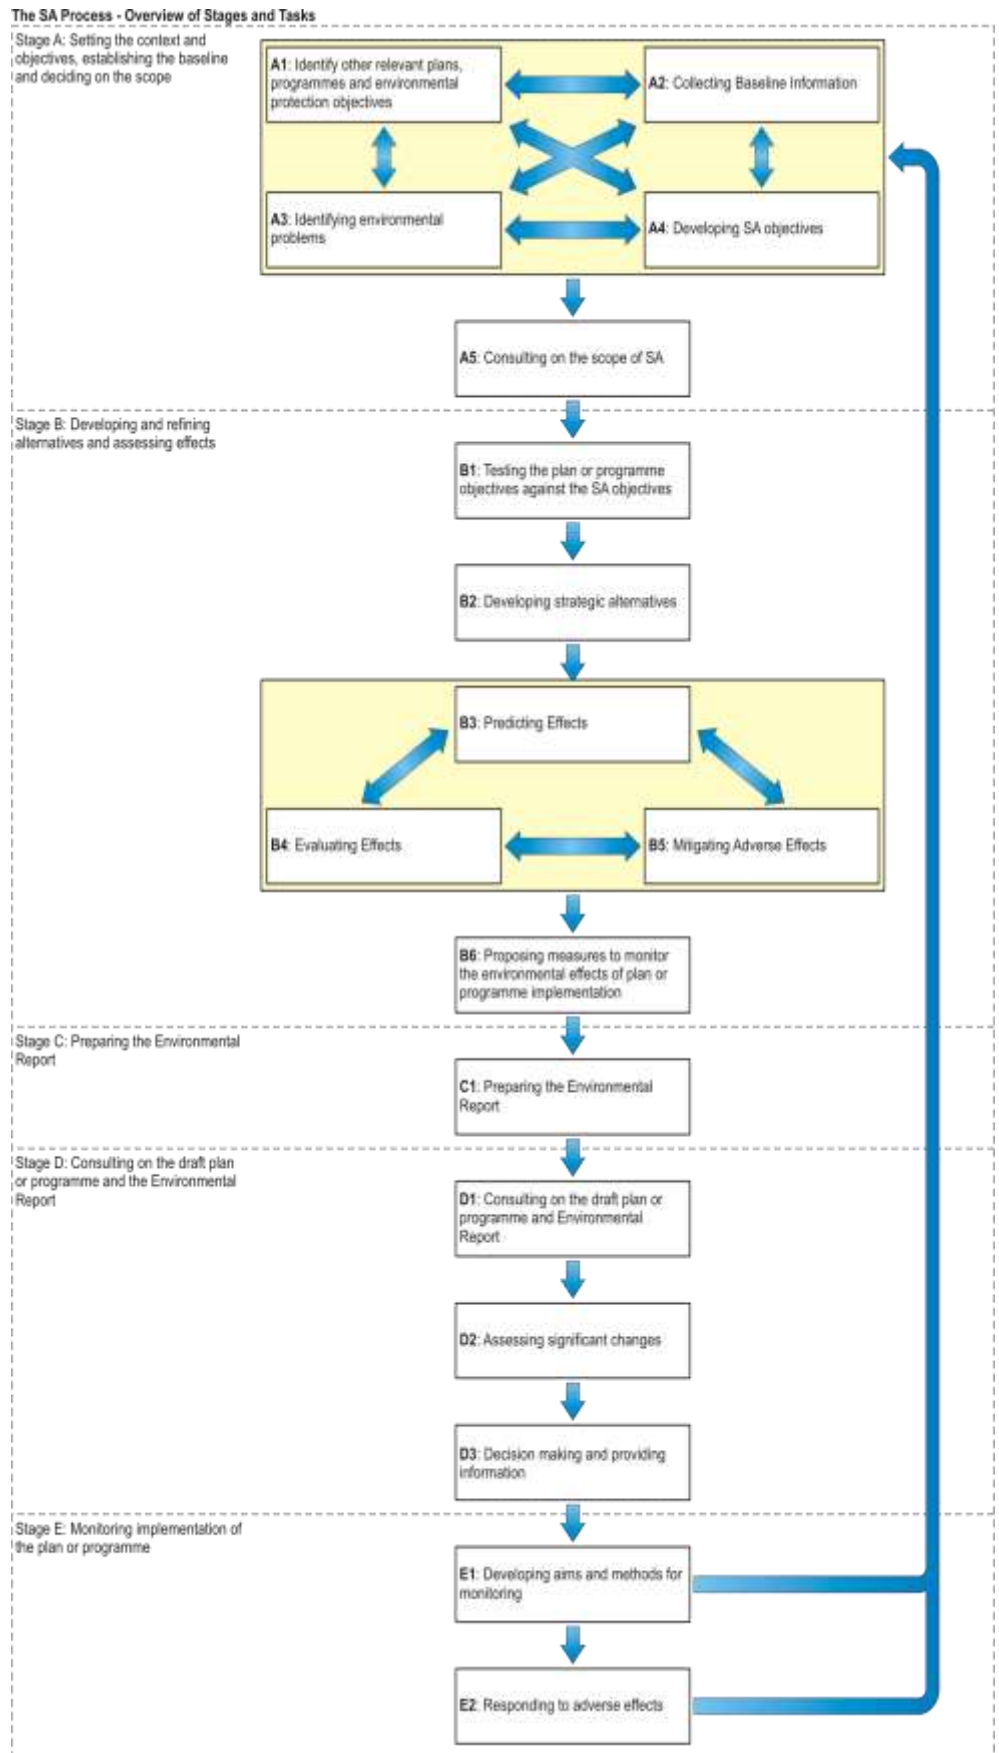 The SA Process - Overview of Stages and Tasks
Stage A: Setting the context and
objectives, establishing the baseline
and deciding on the scope
A1: Identify other relevant plans,
programmes and environmental
protection objectives
A2: Collecting Baseline Information
A3: Identifying environmental
problems
A4: Developing SA objectives
A5: Consulting on the scope of SA
Stage B: Developing and refining
alternatives and assessing effects
B1: Testing the plan or programme
objectives against the SA objectives
B2: Developing strategic alternatives
B3: Predicting Effects
B4: Evaluating Effects
B5: Mitigating Adverse Effects
B6: Proposing measures to monitor
the environmental effects of plan or
programme implementation
Stage C: Preparing the Environmental
Report
C1: Preparing the Environmental
Report
Stage D: Consulting on the draft plan
or programme and the Environmental
Report
D1: Consulting on the draft plan or
programme and Environmental
Report
D2: Assessing significant changes
D3: Decision making and providing
information
Stage E: Monitoring implementation of
the plan or programme
E1: Developing aims and methods for
monitoring
E2: Responding to adverse effects